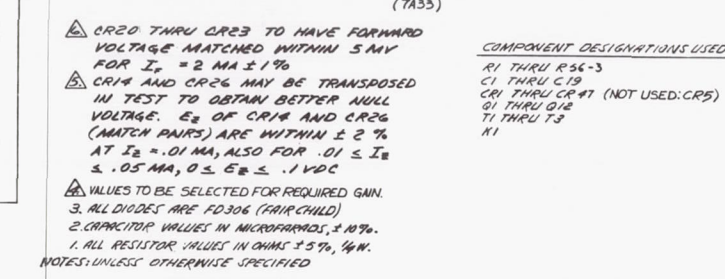 (TA33)
6. CR20 THRU CR23 TO HAVE FORWARD
VOLTAGE MATCHED WITHIN 5 MV
FOR IF = 2 MA ± 1%
5. CR14 AND CR26 MAY BE TRANSPOSED
IN TEST TO OBTAIN BETTER NULL
VOLTAGE. EZ OF CR14 AND CR26
(MATCH PAIRS) ARE WITHIN ± 2 %
AT IZ = .01 MA, ALSO FOR .01 ≤ IZ
≤ .05 MA, 0 ≤ EZ ≤ .1 VDC
4. VALUES TO BE SELECTED FOR REQUIRED GAIN.
3. ALL DIODES ARE FD306 (FAIRCHILD)
2. CAPACITOR VALUES IN MICROFARADS, ± 10%.
1. ALL RESISTOR VALUES IN OHMS ± 5%, 1/4 W.
NOTES: UNLESS OTHERWISE SPECIFIED
COMPONENT DESIGNATIONS USED
R1 THRU R56-3
C1 THRU C19
CR1 THRU CR47 (NOT USED: CR5)
Q1 THRU Q12
T1 THRU T3
K1